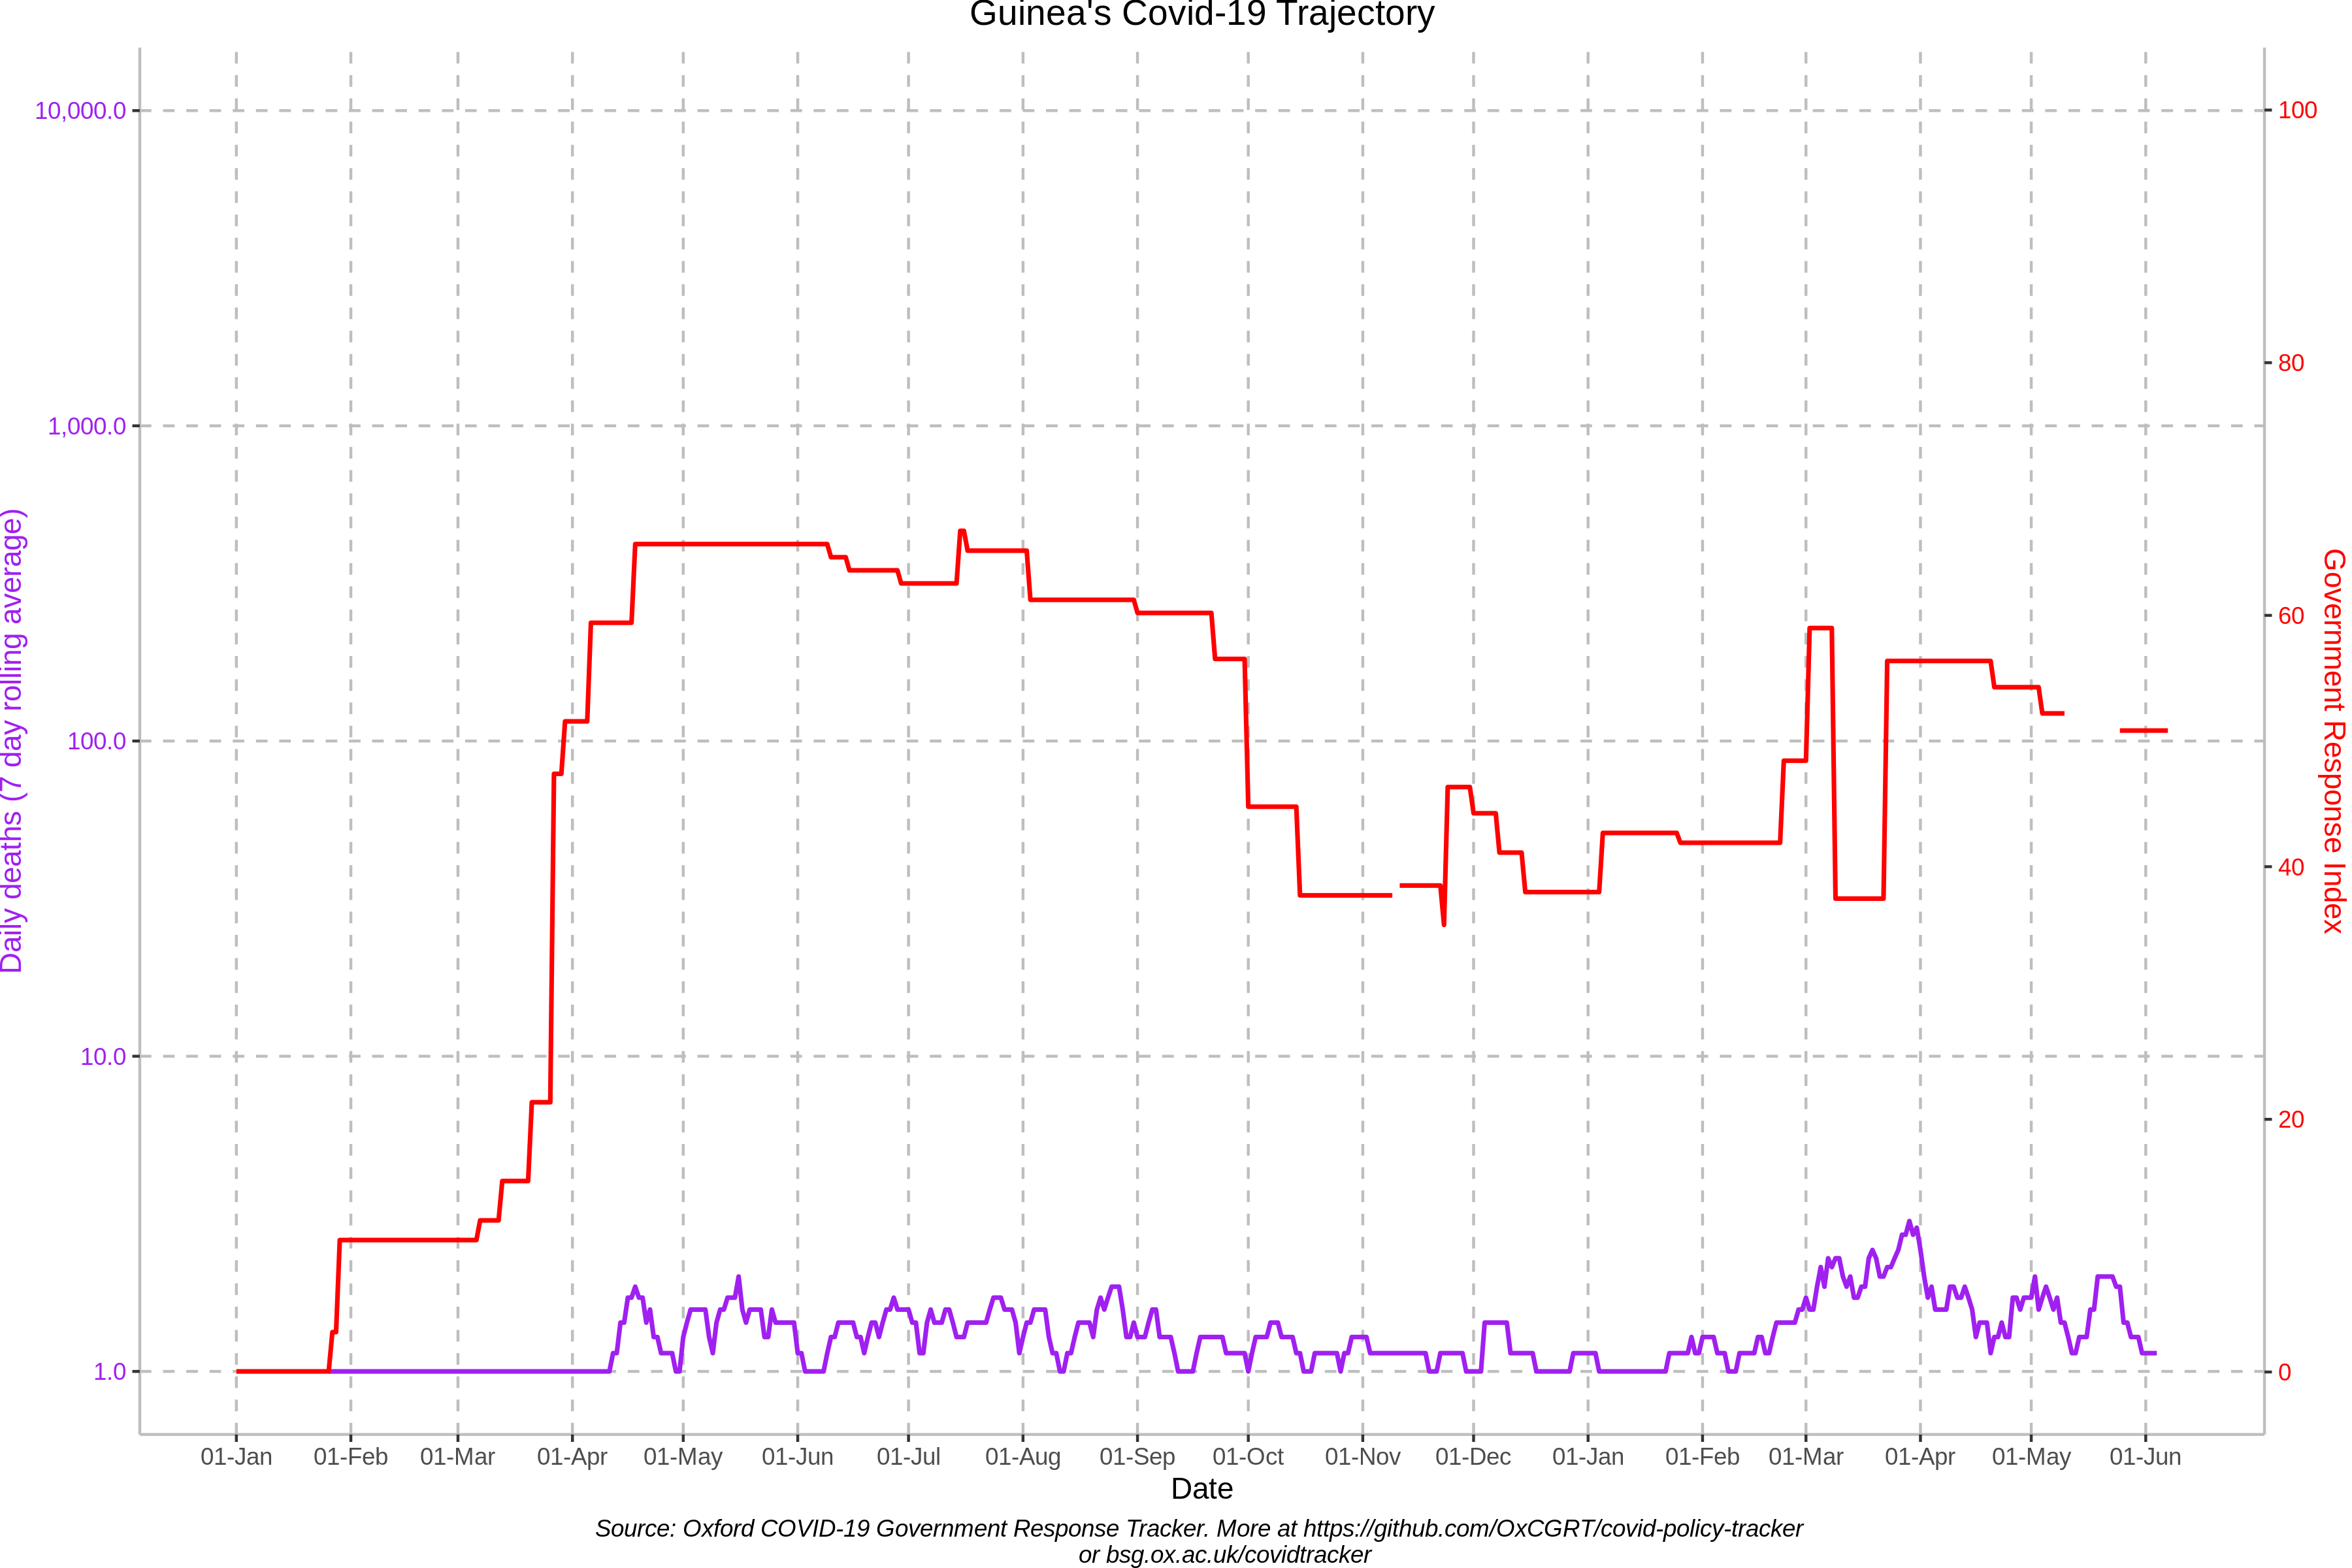 Guinea's Covid-19 Trajectory
10,000.0
1,000.0
100.0
10.0
1.0
Daily deaths (7 day rolling average)
100
80
60
40
20
0
Government Response Index
01-Jan 01-Feb 01-Mar 01-Apr 01-May 01-Jun 01-Jul 01-Aug 01-Sep 01-Oct 01-Nov 01-Dec 01-Jan 01-Feb 01-Mar 01-Apr 01-May 01-Jun
Date
Source: Oxford COVID-19 Government Response Tracker. More at https://github.com/OxCGRT/covid-policy-tracker
or bsg.ox.ac.uk/covidtracker